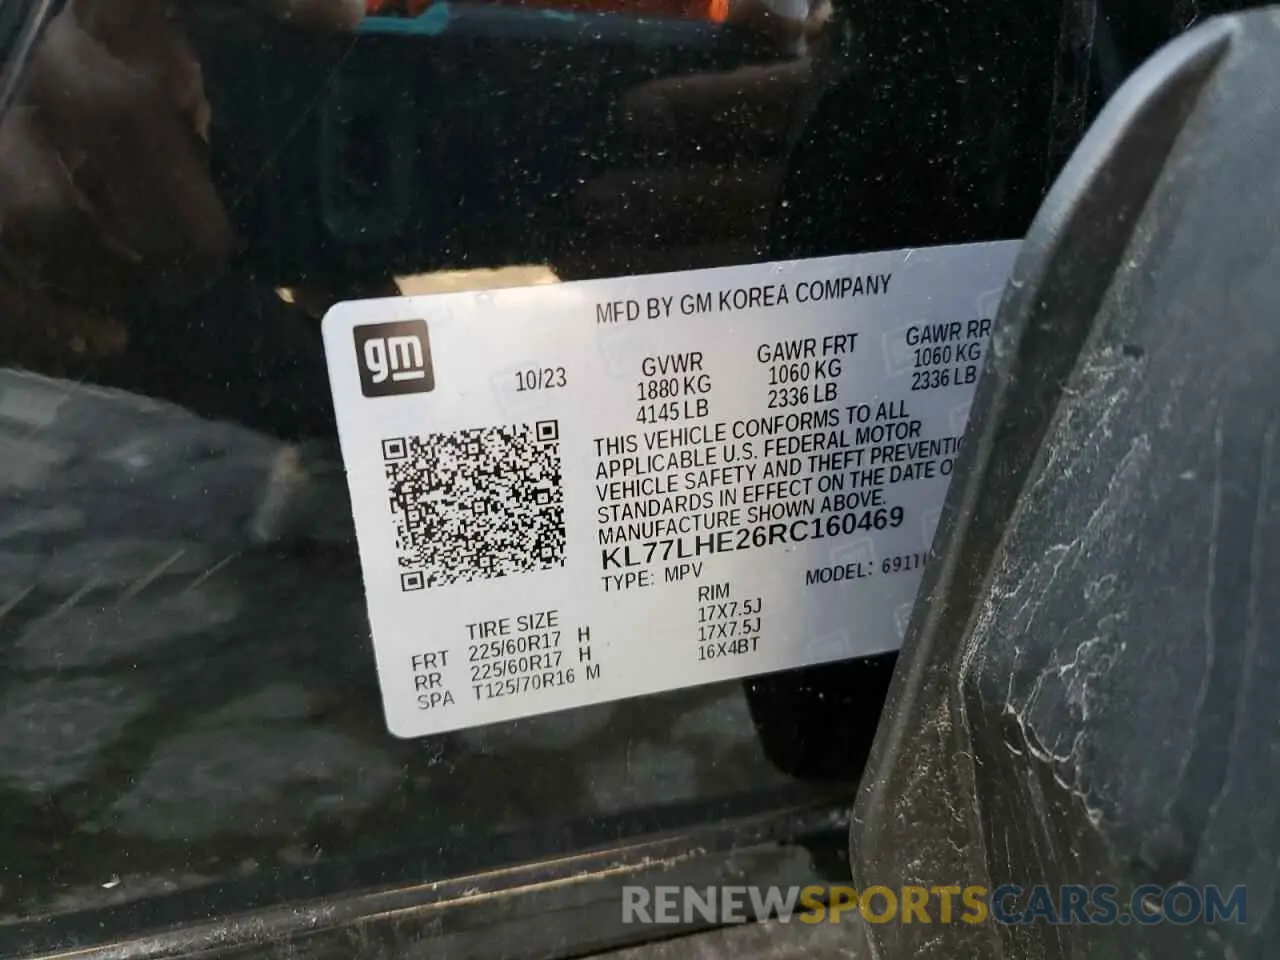 MFD BY GM KOREA COMPANY
gm
10/23
GVWR GAWR FRT GAWR RR
1880 KG 1060 KG 1060 KG
4145 LB 2336 LB 2336 LB
THIS VEHICLE CONFORMS TO ALL
APPLICABLE U.S. FEDERAL MOTOR
VEHICLE SAFETY AND THEFT
STANDARDS IN EFFECT ON THE DATE
MANUFACTURE SHOWN ABOVE.
KL77LHE26RC160469
TYPE: MPV MODEL:
TIRE SIZE RIM
FRT 225/60R17 H 17X7.5J
RR 225/60R17 H 17X7.5J
SPA T125/70R16 M 16X4BT
RENEWSPORTSCARS.COM